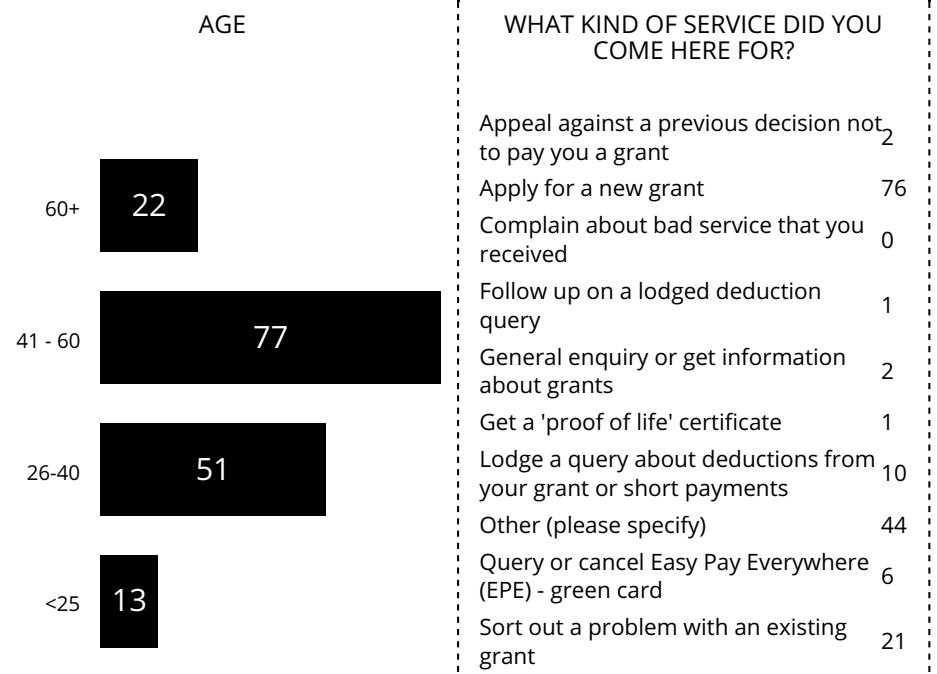 AGE
60+
22
41 - 60
77
26-40
51
<25
13
WHAT KIND OF SERVICE DID YOU
COME HERE FOR?
Appeal against a previous decision not
to pay you a grant
2
Apply for a new grant
76
Complain about bad service that you
received
0
Follow up on a lodged deduction
query
1
General enquiry or get information
about grants
2
Get a 'proof of life' certificate
1
Lodge a query about deductions from
your grant or short payments
10
Other (please specify)
44
Query or cancel Easy Pay Everywhere
(EPE) - green card
6
Sort out a problem with an existing
grant
21